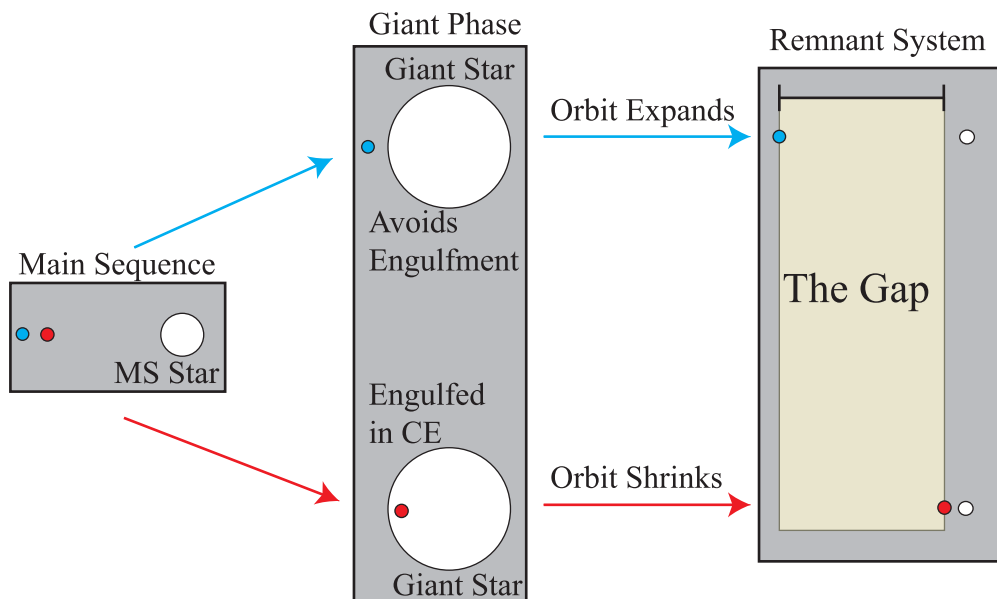 Main Sequence
MS Star
Giant Phase
Giant Star
Avoids
Engulfment
Engulfed
in CE
Giant Star
Orbit Expands
Orbit Shrinks
Remnant System
The Gap